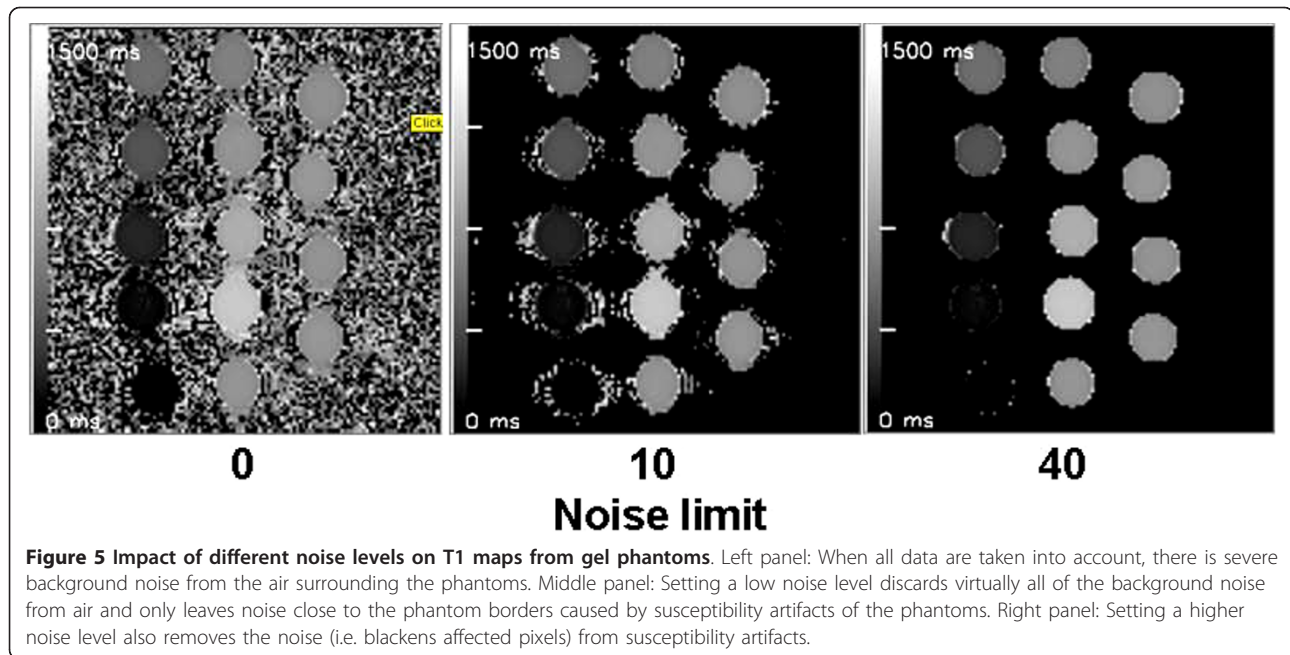 1500 ms
1500 ms
1500 ms
Click
0 ms
0 ms
0 ms
0
10
40
Noise limit
Figure 5 Impact of different noise levels on T1 maps from gel phantoms. Left panel: When all data are taken into account, there is severe
background noise from the air surrounding the phantoms. Middle panel: Setting a low noise level discards virtually all of the background noise
from air and only leaves noise close to the phantom borders caused by susceptibility artifacts of the phantoms. Right panel: Setting a higher
noise level also removes the noise (i.e. blackens affected pixels) from susceptibility artifacts.